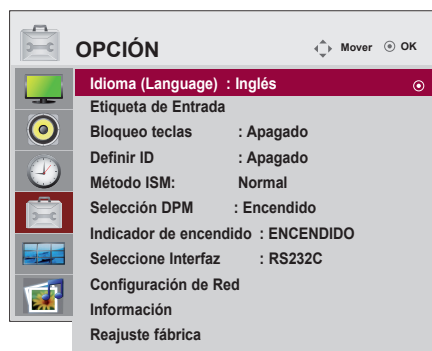 OPCIÓN Mover OK
Idioma (Language) : Inglés
Etiqueta de Entrada
Bloqueo teclas : Apagado
Definir ID : Apagado
Método ISM: Normal
Selección DPM : Encendido
Indicador de encendido : ENCENDIDO
Seleccione Interfaz : RS232C
Configuración de Red
Información
Reajuste fábrica